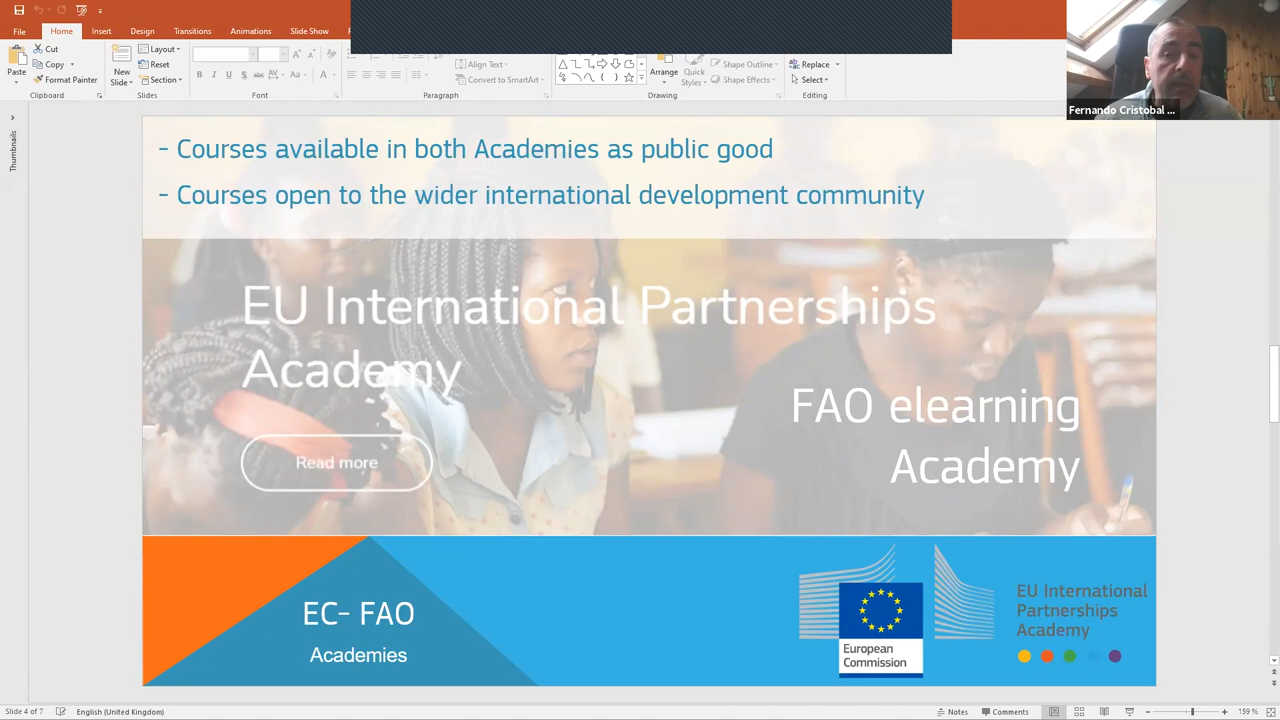 File
Home
Insert
Design
Transitions
Animations
Slide Show
Cut
Copy
Format Painter
Paste
Clipboard
New
Slide
Layout
Reset
Section
Slides
Font
Align Text
Convert to SmartArt
Paragraph
Arrange
Quick
Styles
Shape Outline
Shape Effects
Drawing
Replace
Select
Editing
Fernando Cristobal ...
Thumbnails
- Courses available in both Academies as public good
- Courses open to the wider international development community
EU International Partnerships
Academy
Read more
FAO elearning
Academy
EC- FAO
Academies
European
Commission
EU International
Partnerships
Academy
Slide 4 of 7
English (United Kingdom)
Notes
Comments
159 %